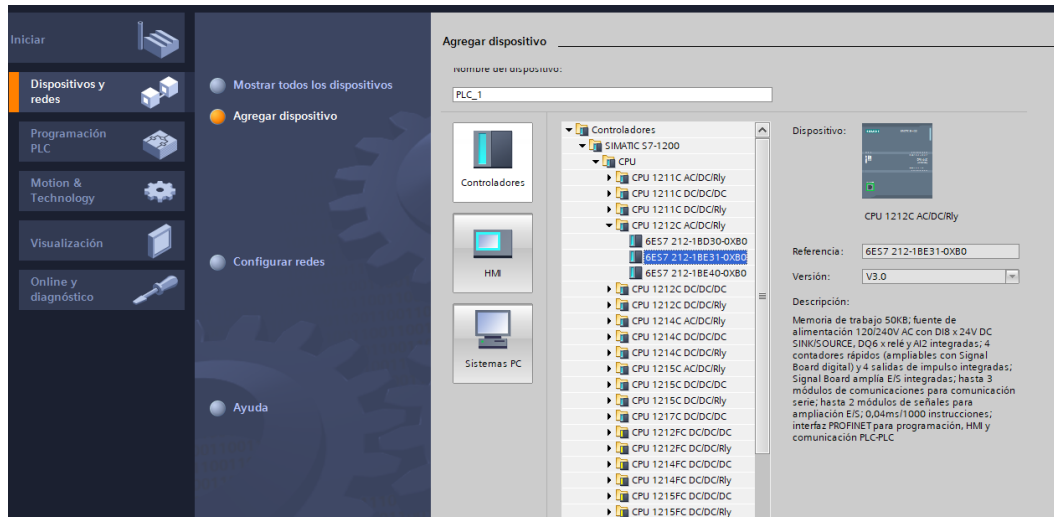 Iniciar
Dispositivos y
redes
Programación
PLC
Motion &
Technology
Visualización
Online y
diagnóstico
Mostrar todos los dispositivos
Agregar dispositivo
Configurar redes
Ayuda
Agregar dispositivo
Nombre del dispositivo:
PLC_1
Controladores
HMI
Sistemas PC
Controladores
SIMATIC S7-1200
CPU
CPU 1211C AC/DC/Rly
CPU 1211C DC/DC/DC
CPU 1211C DC/DC/Rly
CPU 1212C AC/DC/Rly
6ES7 212-1BD30-0XB0
6ES7 212-1BE31-0XB0
6ES7 212-1BE40-0XB0
CPU 1212C DC/DC/DC
CPU 1212C DC/DC/Rly
CPU 1214C AC/DC/Rly
CPU 1214C DC/DC/DC
CPU 1214C DC/DC/Rly
CPU 1215C AC/DC/Rly
CPU 1215C DC/DC/DC
CPU 1215C DC/DC/Rly
CPU 1217C DC/DC/DC
CPU 1212FC DC/DC/DC
CPU 1212FC DC/DC/Rly
CPU 1214FC DC/DC/DC
CPU 1214FC DC/DC/Rly
CPU 1215FC DC/DC/DC
CPU 1215FC DC/DC/Rly
Dispositivo:
CPU 1212C AC/DC/Rly
Referencia: 6ES7 212-1BE31-0XB0
Versión: V3.0
Descripción:
Memoria de trabajo 50KB; fuente de
alimentación 120/240V AC con DI8 x 24V DC
SINK/SOURCE, DQ6 x relé y AI2 integradas; 4
contadores rápidos (ampliables con Signal
Board digital) y 4 salidas de impulso integradas;
Signal Board amplía E/S integradas; hasta 3
módulos de comunicaciones para comunicación
serie; hasta 2 módulos de señales para
ampliación E/S; 0,04ms/1000 instrucciones;
interfaz PROFINET para programación, HMI y
comunicación PLC-PLC